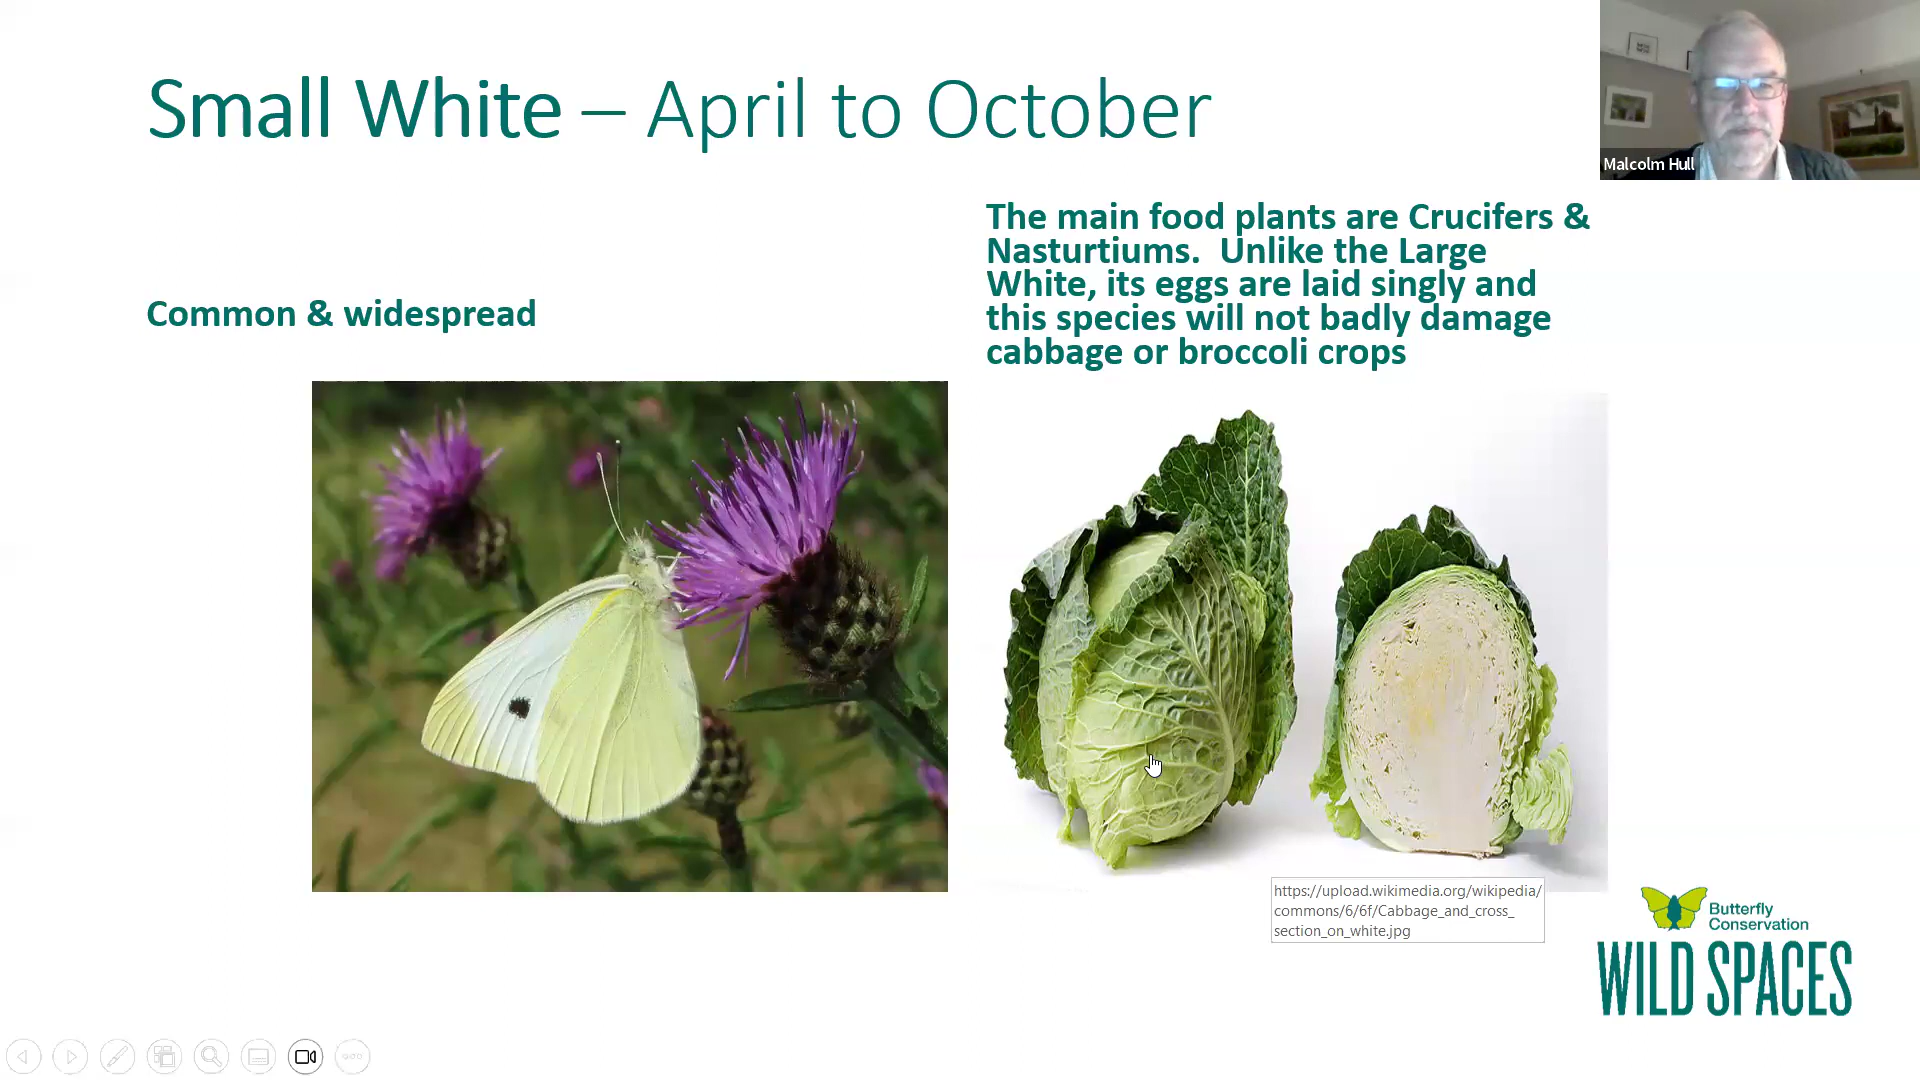 Small White – April to October
Malcolm Hull
The main food plants are Crucifers &
Nasturtiums.  Unlike the Large
White, its eggs are laid singly and
this species will not badly damage
cabbage or broccoli crops
Common & widespread
https://upload.wikimedia.org/wikipedia/
commons/6/6f/Cabbage_and_cross_
section_on_white.jpg
Butterfly
Conservation
WILD SPACES